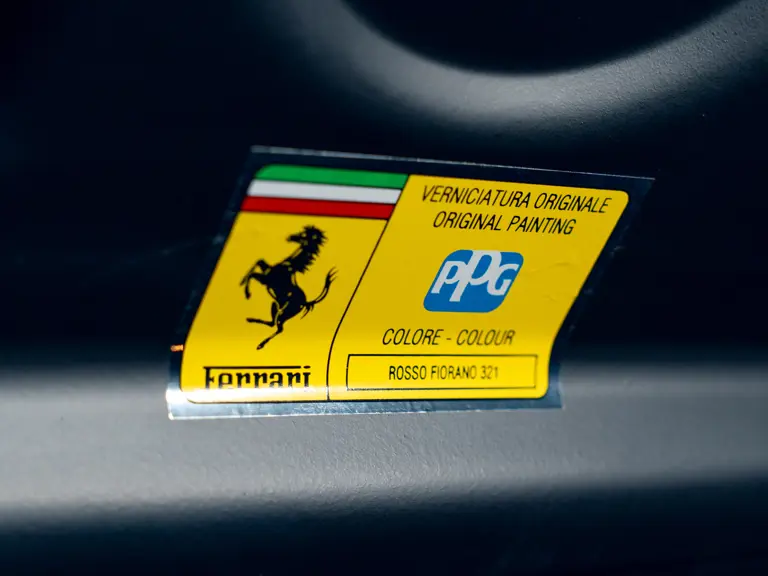 VERNICIATURA ORIGINALE
ORIGINAL PAINTING
PPG
COLORE - COLOUR
ROSSO FIORANO 321
Ferrari